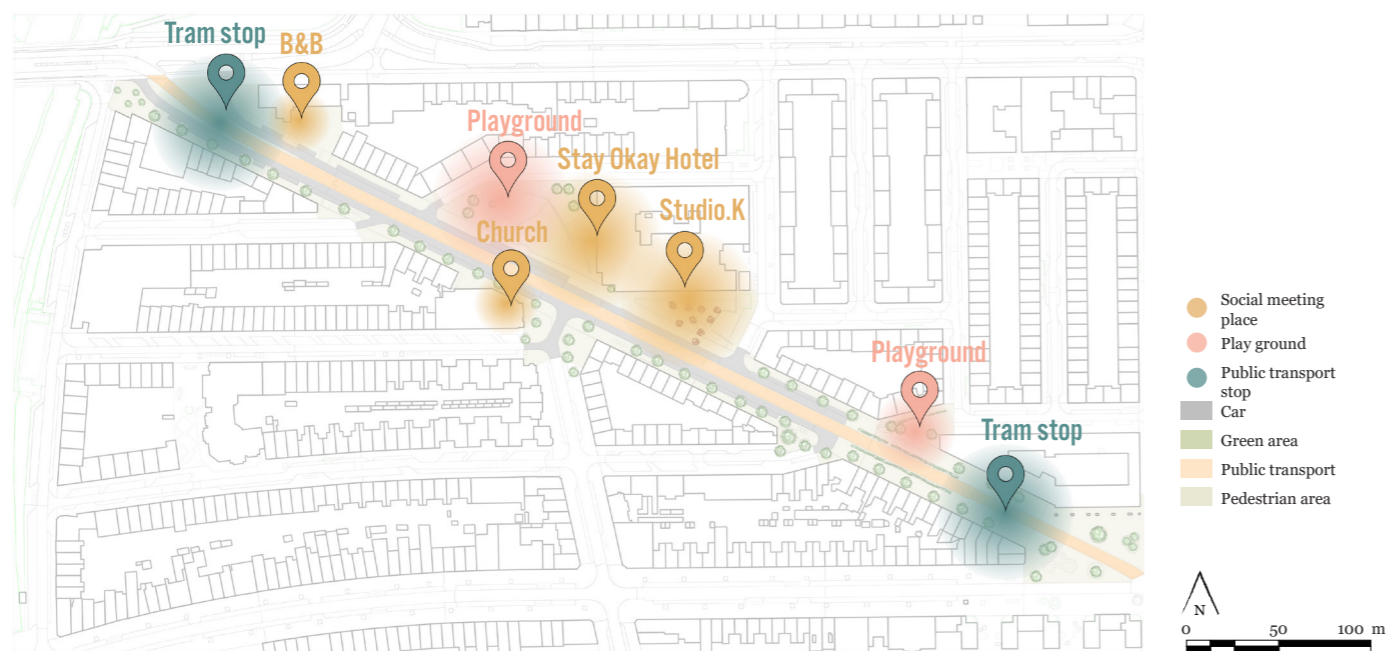 Tram stop
B&B
Playground
Stay Okay Hotel
Studio.K
Church
Playground
Tram stop
Social meeting
place
Play ground
Public transport
stop
Car
Green area
Public transport
Pedestrian area
N
0 50 100 m